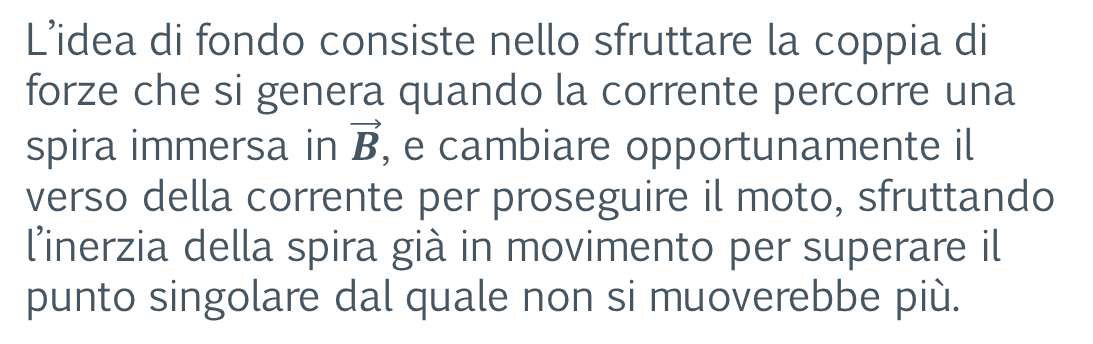 L’idea di fondo consiste nello sfruttare la coppia di
forze che si genera quando la corrente percorre una
spira immersa in \(\vec{B}\), e cambiare opportunamente il
verso della corrente per proseguire il moto, sfruttando
l’inerzia della spira già in movimento per superare il
punto singolare dal quale non si muoverebbe più.